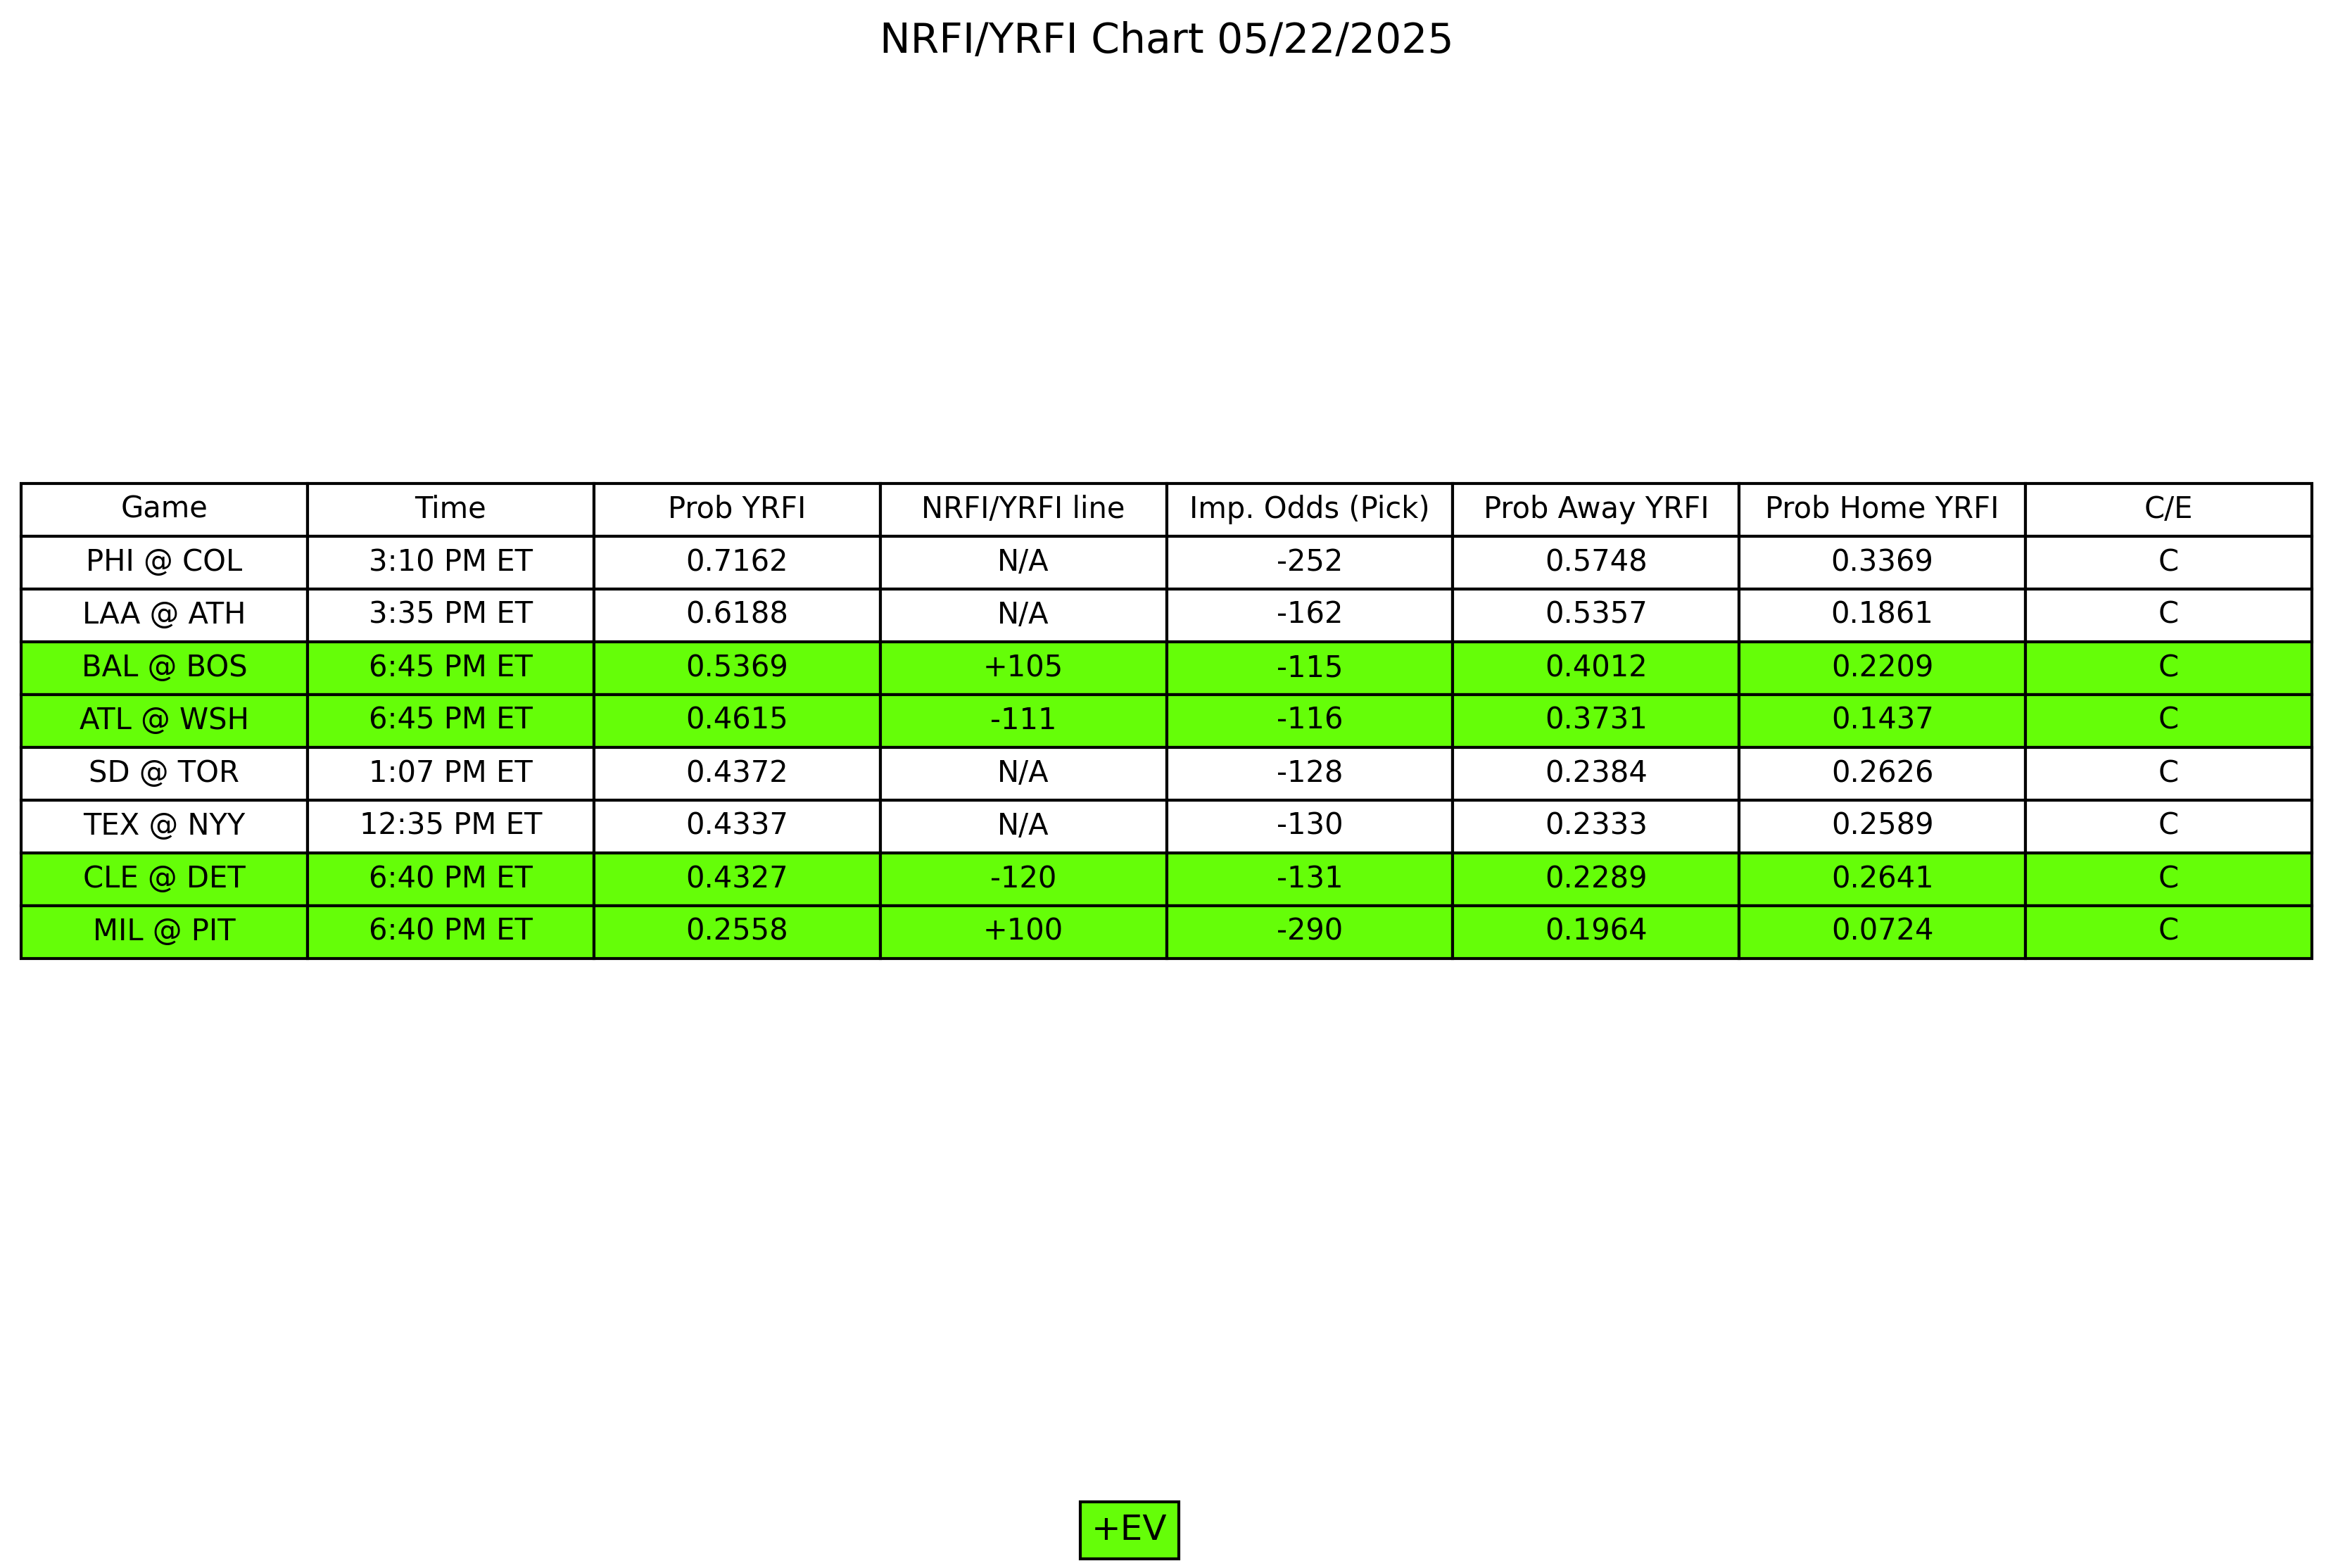 NRFI/YRFI Chart 05/22/2025
Game Time Prob YRFI NRFI/YRFI line Imp. Odds (Pick) Prob Away YRFI Prob Home YRFI C/E
PHI @ COL 3:10 PM ET 0.7162 N/A -252 0.5748 0.3369 C
LAA @ ATH 3:35 PM ET 0.6188 N/A -162 0.5357 0.1861 C
BAL @ BOS 6:45 PM ET 0.5369 +105 -115 0.4012 0.2209 C
ATL @ WSH 6:45 PM ET 0.4615 -111 -116 0.3731 0.1437 C
SD @ TOR 1:07 PM ET 0.4372 N/A -128 0.2384 0.2626 C
TEX @ NYY 12:35 PM ET 0.4337 N/A -130 0.2333 0.2589 C
CLE @ DET 6:40 PM ET 0.4327 -120 -131 0.2289 0.2641 C
MIL @ PIT 6:40 PM ET 0.2558 +100 -290 0.1964 0.0724 C
+EV